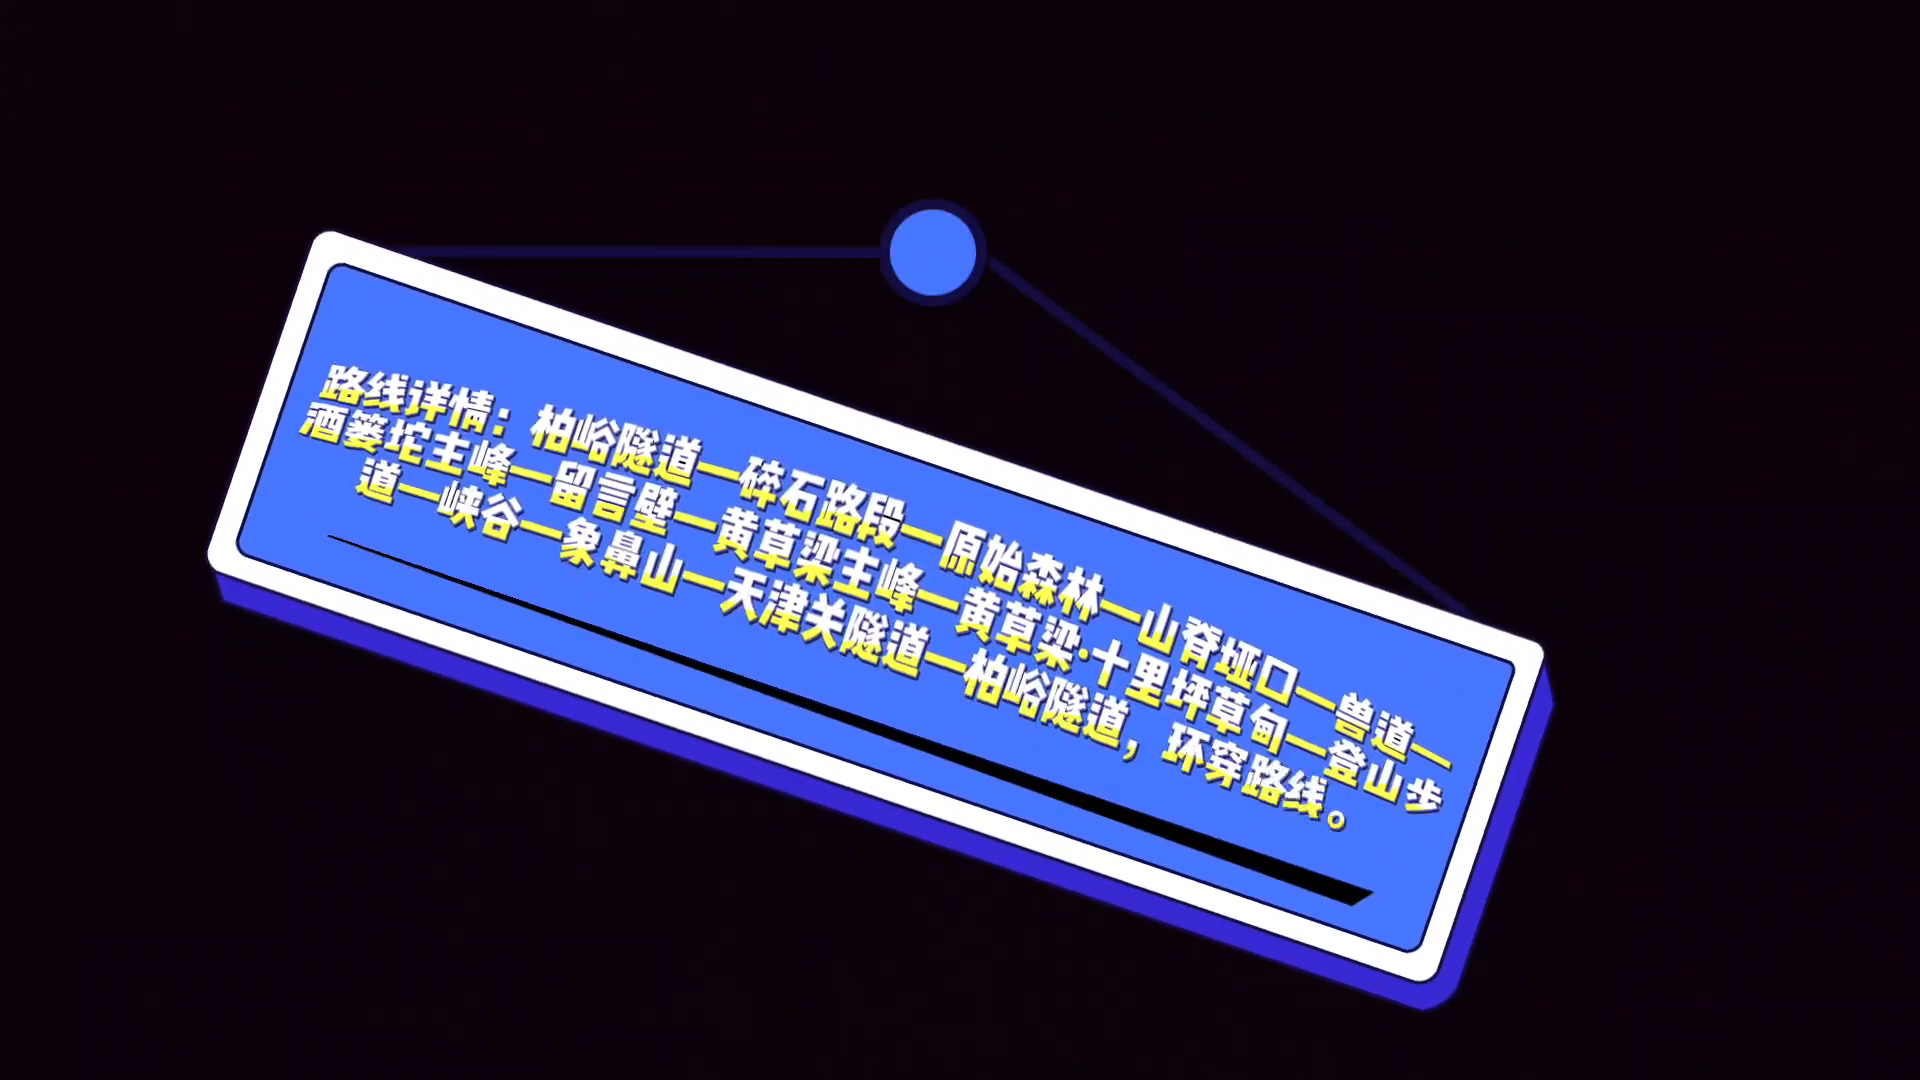 路线详情：柏峪隧道—碎石路段—原始森林—山脊垭口—兽道—
酒篓坨主峰—留言壁—黄草梁主峰—黄草梁·十里坪草甸—登山步
道—峡谷—象鼻山—天津关隧道—柏峪隧道，环穿路线。